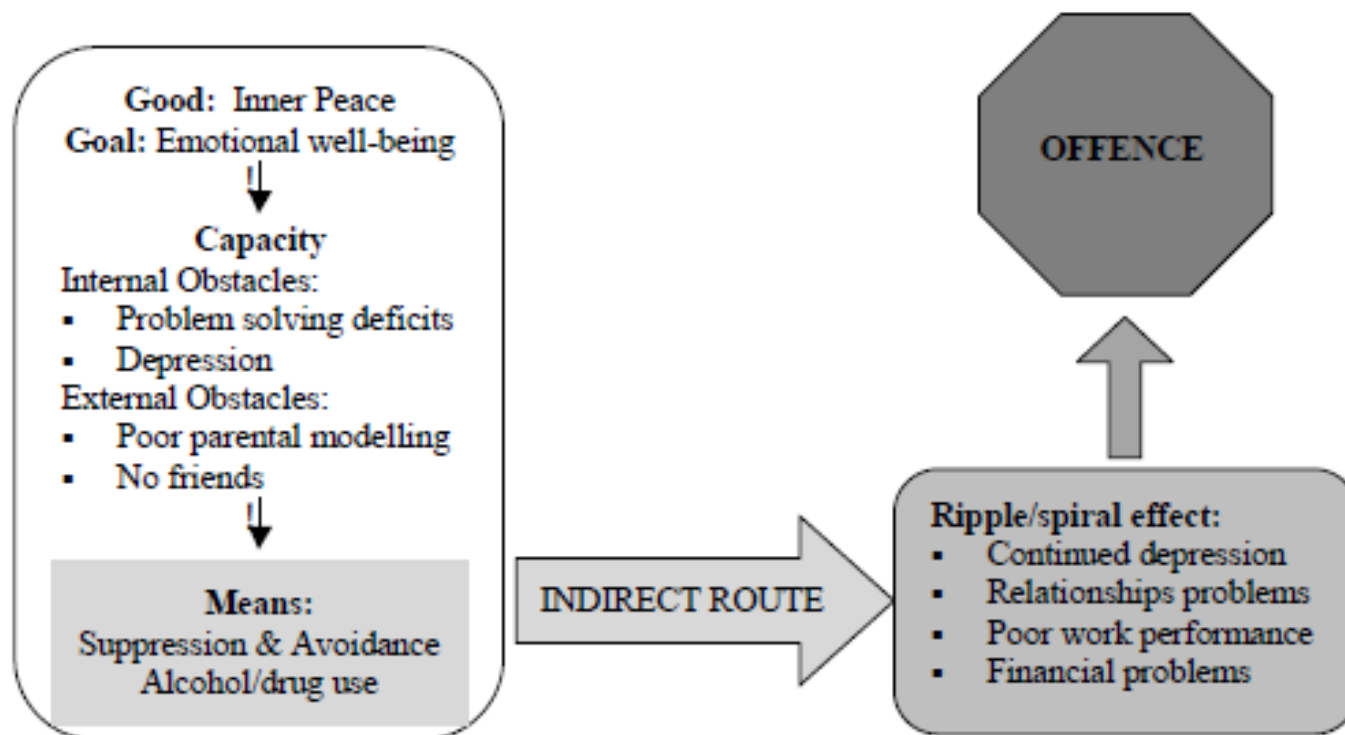 Good: Inner Peace
Goal: Emotional well-being
!
Capacity
Internal Obstacles:
▪ Problem solving deficits
▪ Depression
External Obstacles:
▪ Poor parental modelling
▪ No friends
!
Means:
Suppression & Avoidance
Alcohol/drug use
INDIRECT ROUTE
Ripple/spiral effect:
▪ Continued depression
▪ Relationships problems
▪ Poor work performance
▪ Financial problems
OFFENCE